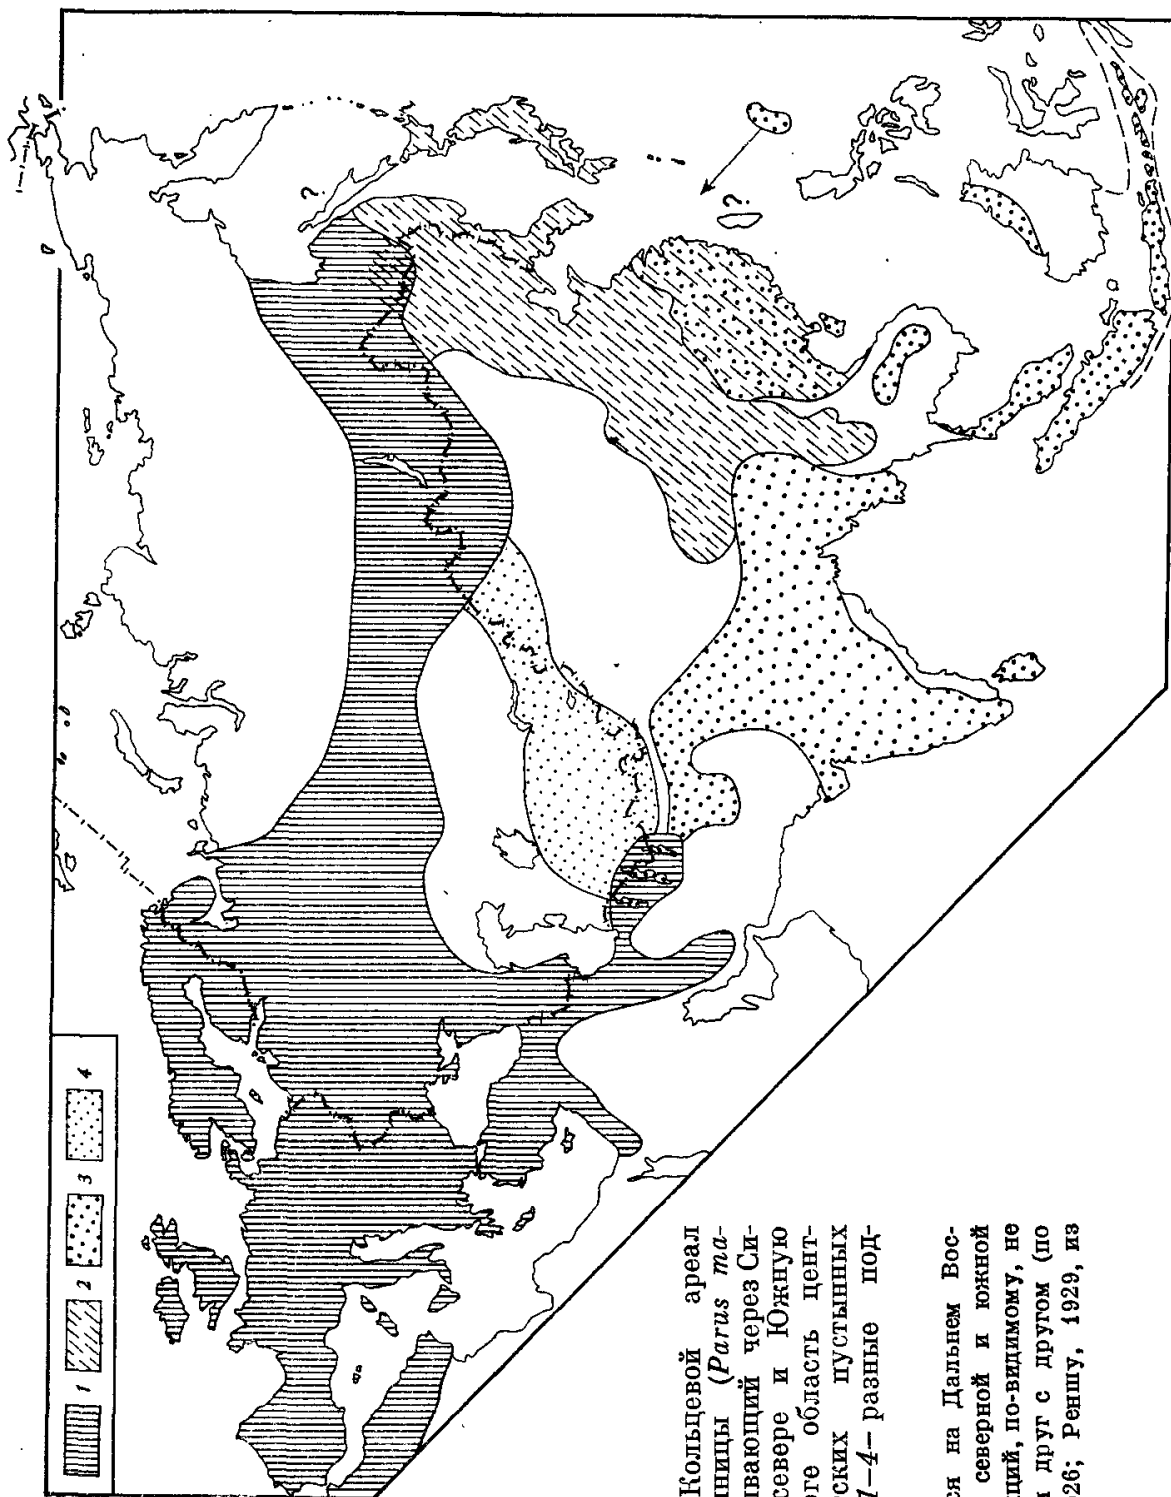 1 2 3 4
?
?
Кольцевой ареал
ницы (Parus ma-
вающий через Си-
севере и Южную
ге область цент-
ских пустынных
1—4— разные под-
ся на Дальнем Вос-
северной и южной
ций, по-видимому, не
друг с другом (по
26; Реншу, 1929, из